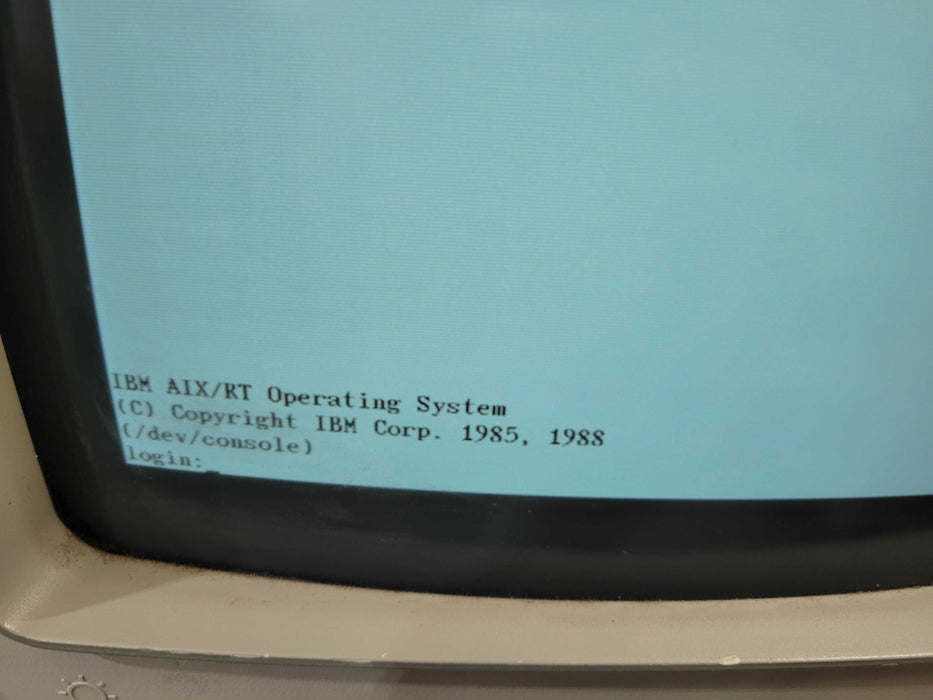 IBM AIX/RT Operating System
(C) Copyright IBM Corp. 1985, 1988
(/dev/console)
login: